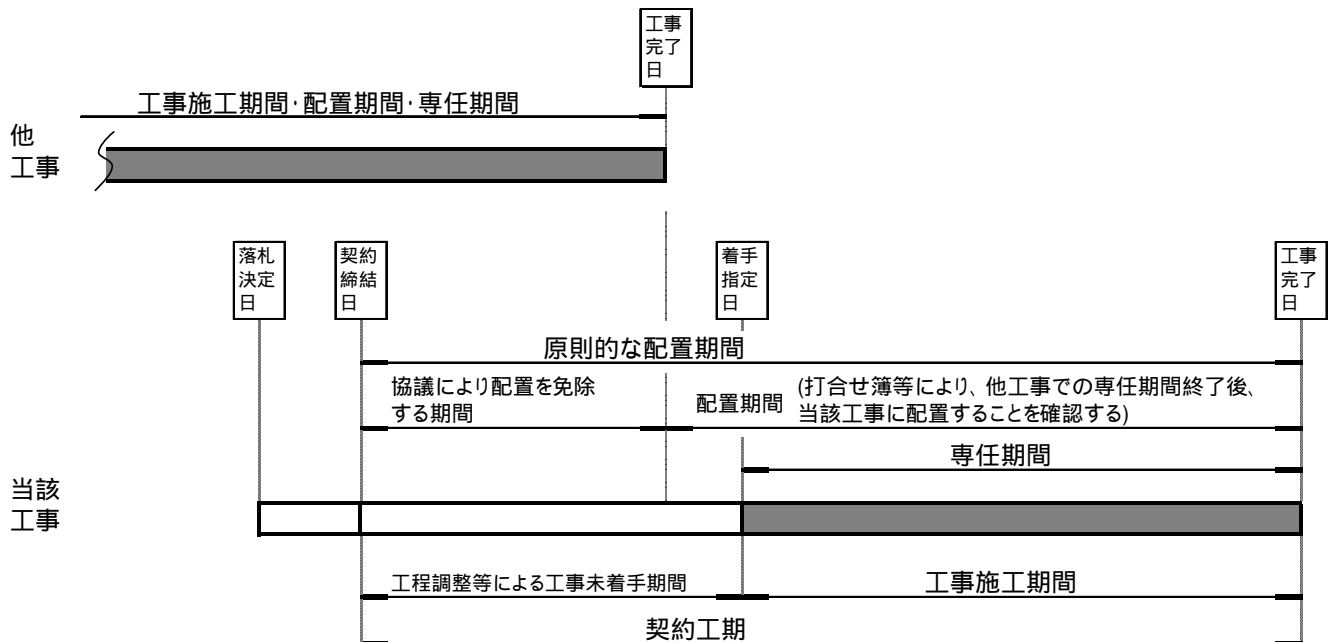 工事
完了
日
工事施工期間・配置期間・専任期間
他
工事
落札
決定
日
契約
締結
日
着手
指定
日
工事
完了
日
原則的な配置期間
協議により配置を免除
する期間
配置期間
(打合せ簿等により、他工事での専任期間終了後、
当該工事に配置することを確認する)
専任期間
当該
工事
工程調整等による工事未着手期間
工事施工期間
契約工期